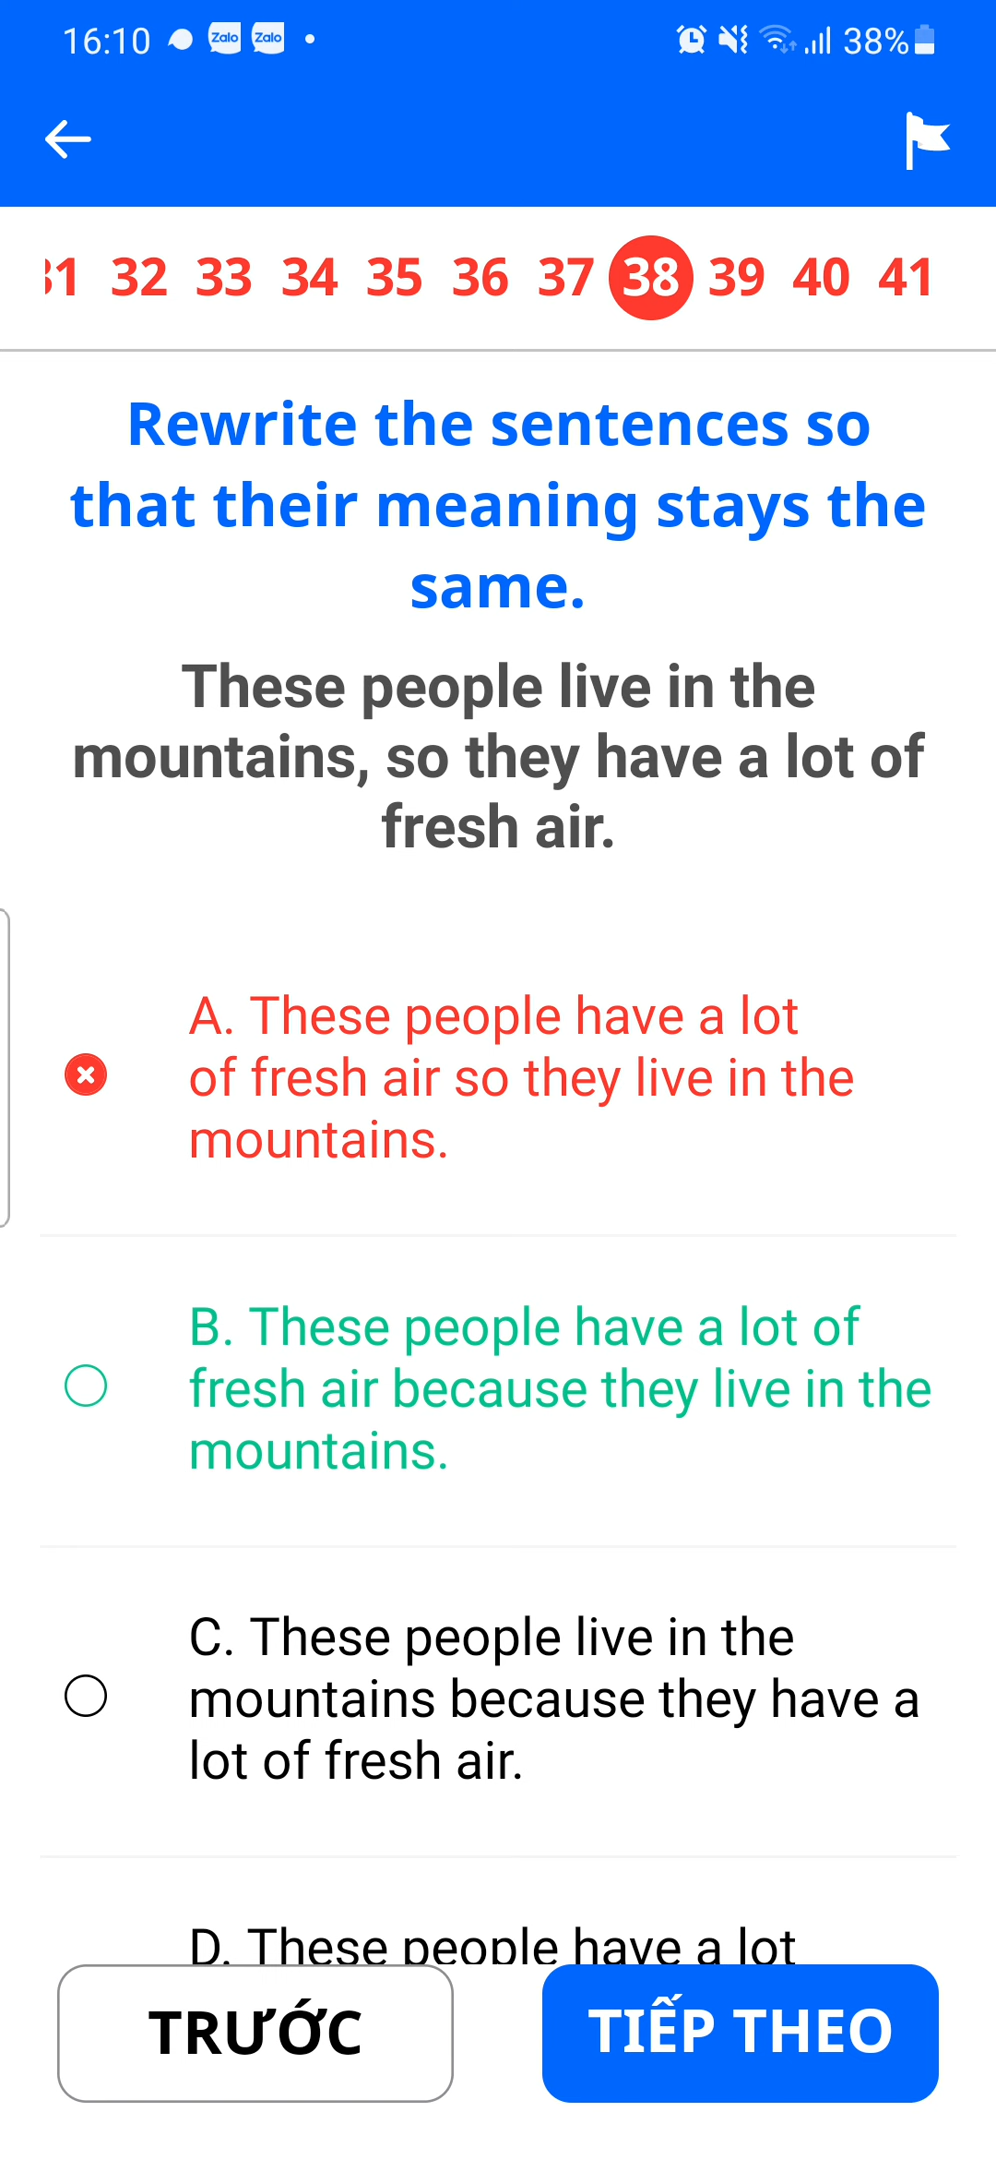 16:10 Zalo Zalo 38%
31 32 33 34 35 36 37 38 39 40 41
Rewrite the sentences so
that their meaning stays the
same.
These people live in the
mountains, so they have a lot of
fresh air.
A. These people have a lot
of fresh air so they live in the
mountains.
B. These people have a lot of
fresh air because they live in the
mountains.
C. These people live in the
mountains because they have a
lot of fresh air.
D. These people have a lot
TRƯỚC TIẾP THEO